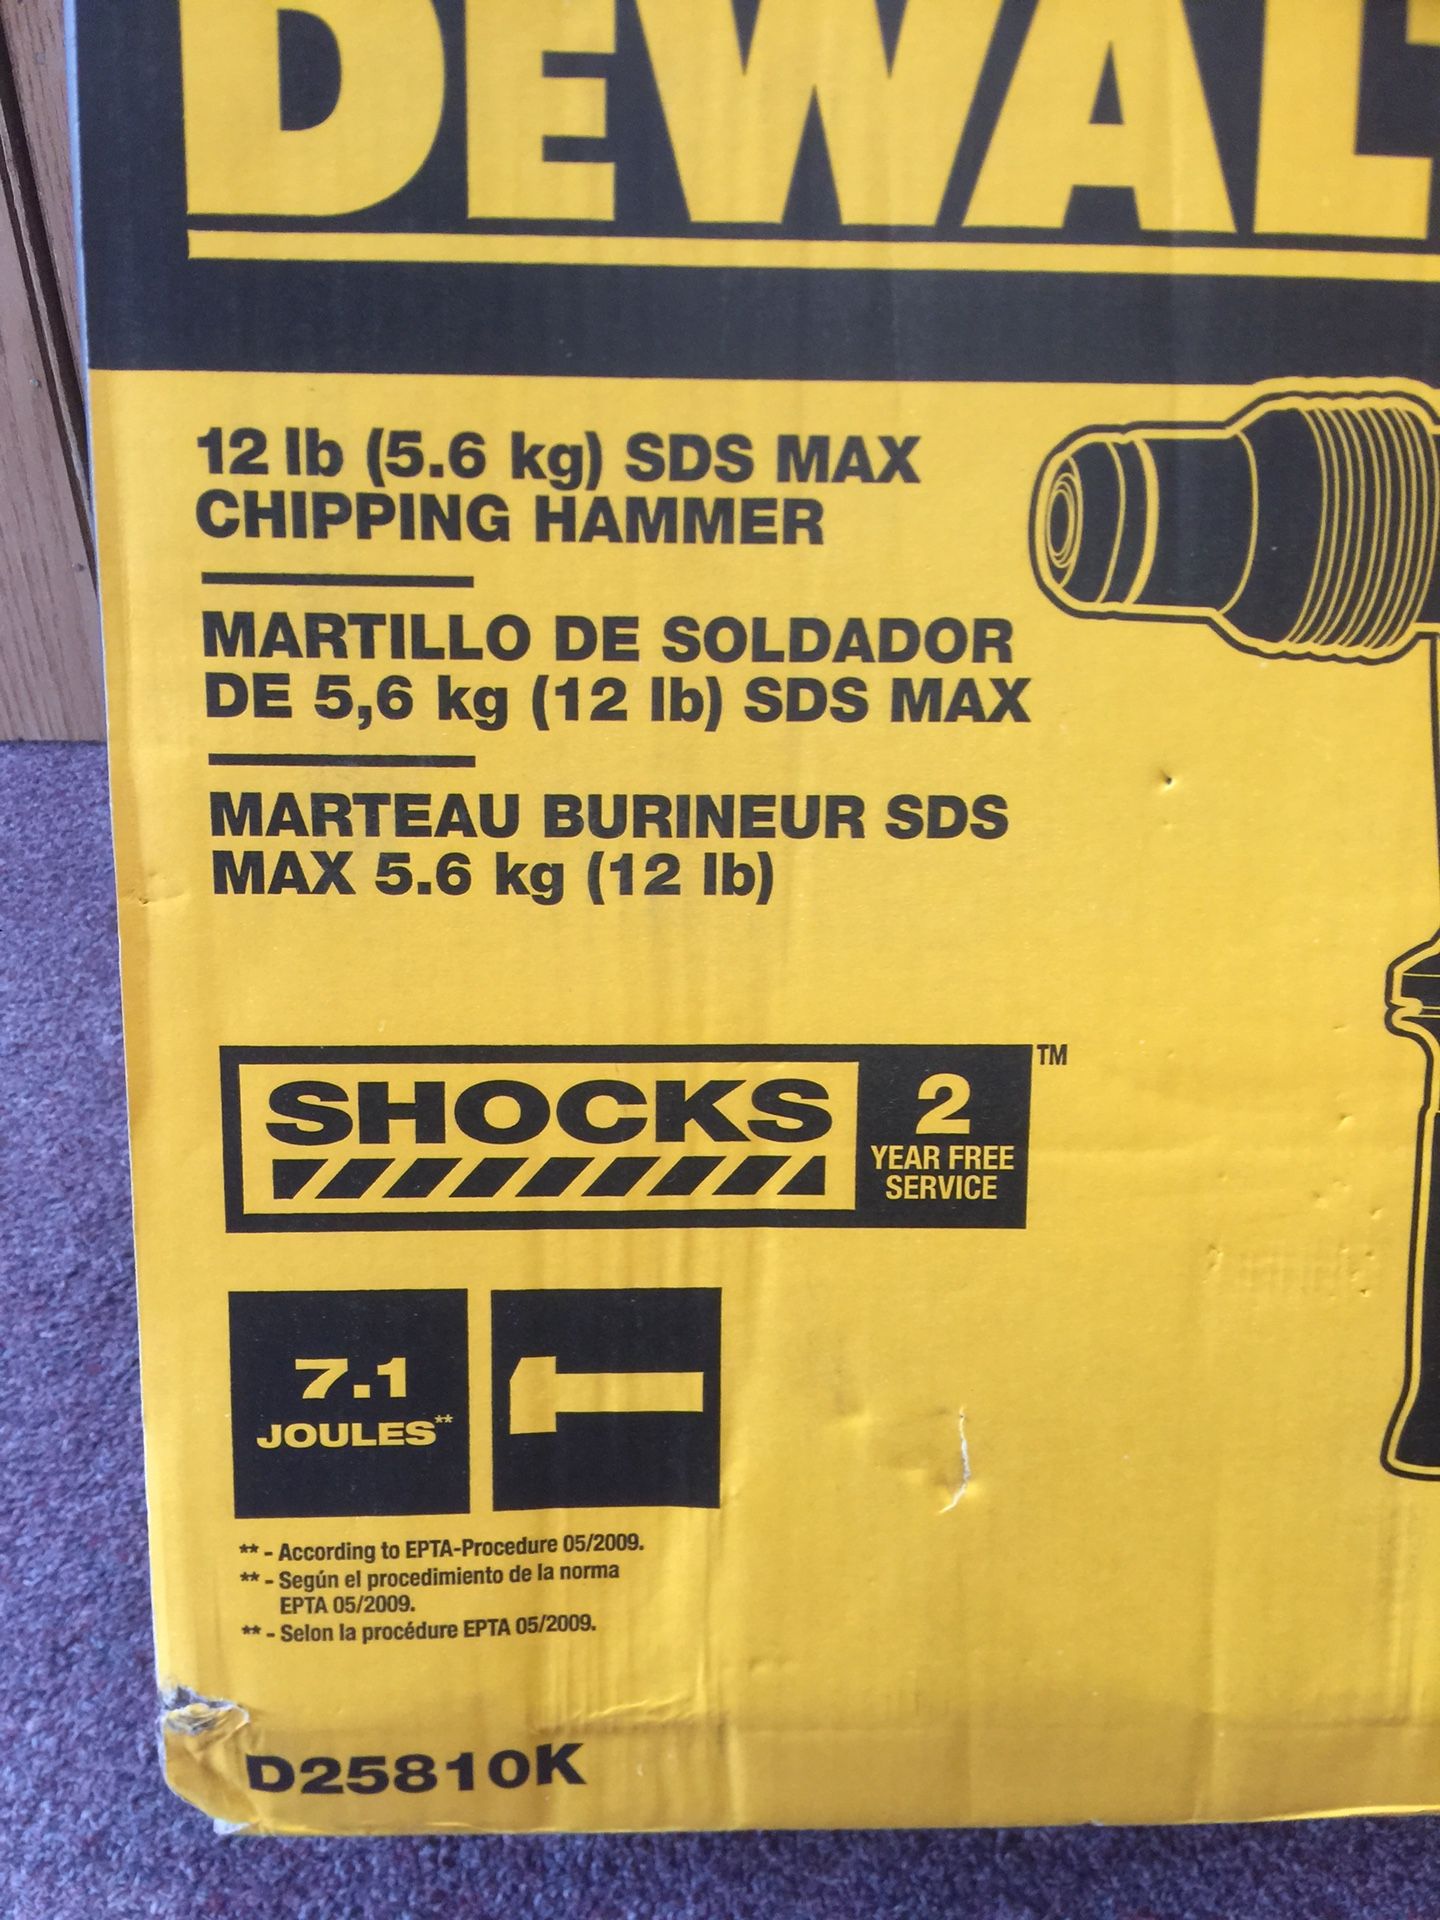 DEWALT
12 lb (5.6 kg) SDS MAX
CHIPPING HAMMER
MARTILLO DE SOLDADOR
DE 5,6 kg (12 lb) SDS MAX
MARTEAU BURINEUR SDS
MAX 5.6 kg (12 lb)
SHOCKS
2
YEAR FREE
SERVICE
TM
7.1
JOULES**
** - According to EPTA-Procedure 05/2009.
** - Según el procedimiento de la norma
EPTA 05/2009.
** - Selon la procédure EPTA 05/2009.
D25810K